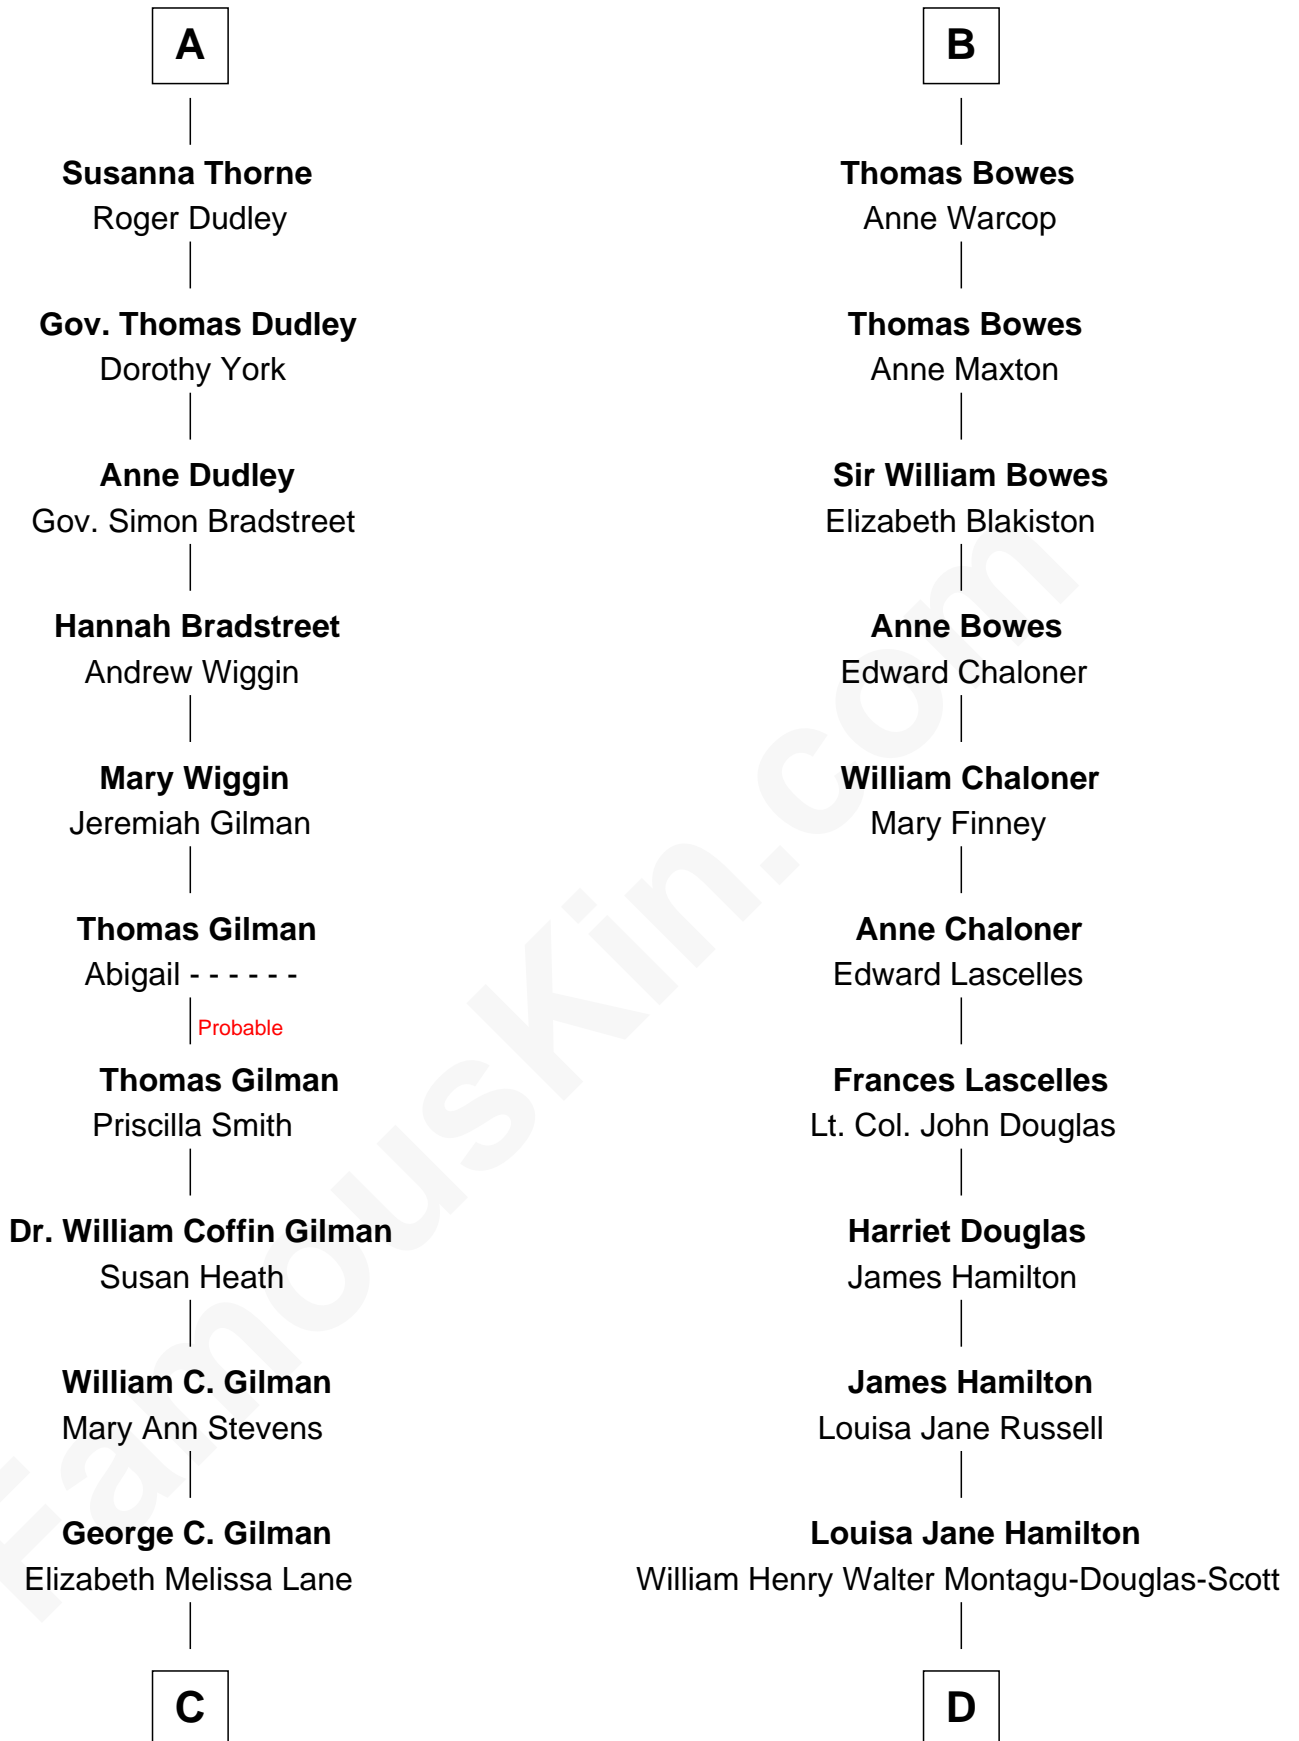 A
Susanna Thorne
Roger Dudley
Gov. Thomas Dudley
Dorothy York
Anne Dudley
Gov. Simon Bradstreet
Hannah Bradstreet
Andrew Wiggin
Mary Wiggin
Jeremiah Gilman
Thomas Gilman
Abigail - - - - - -
Probable
Thomas Gilman
Priscilla Smith
Dr. William Coffin Gilman
Susan Heath
William C. Gilman
Mary Ann Stevens
George C. Gilman
Elizabeth Melissa Lane
C
B
Thomas Bowes
Anne Warcop
Thomas Bowes
Anne Maxton
Sir William Bowes
Elizabeth Blakiston
Anne Bowes
Edward Chaloner
William Chaloner
Mary Finney
Anne Chaloner
Edward Lascelles
Frances Lascelles
Lt. Col. John Douglas
Harriet Douglas
James Hamilton
James Hamilton
Louisa Jane Russell
Louisa Jane Hamilton
William Henry Walter Montagu-Douglas-Scott
D
FamousKin.com